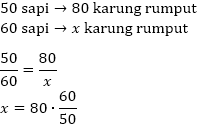 50 sapi → 80 karung rumput
60 sapi → x karung rumput
50/60 = 80/x
x = 80 · 60/50